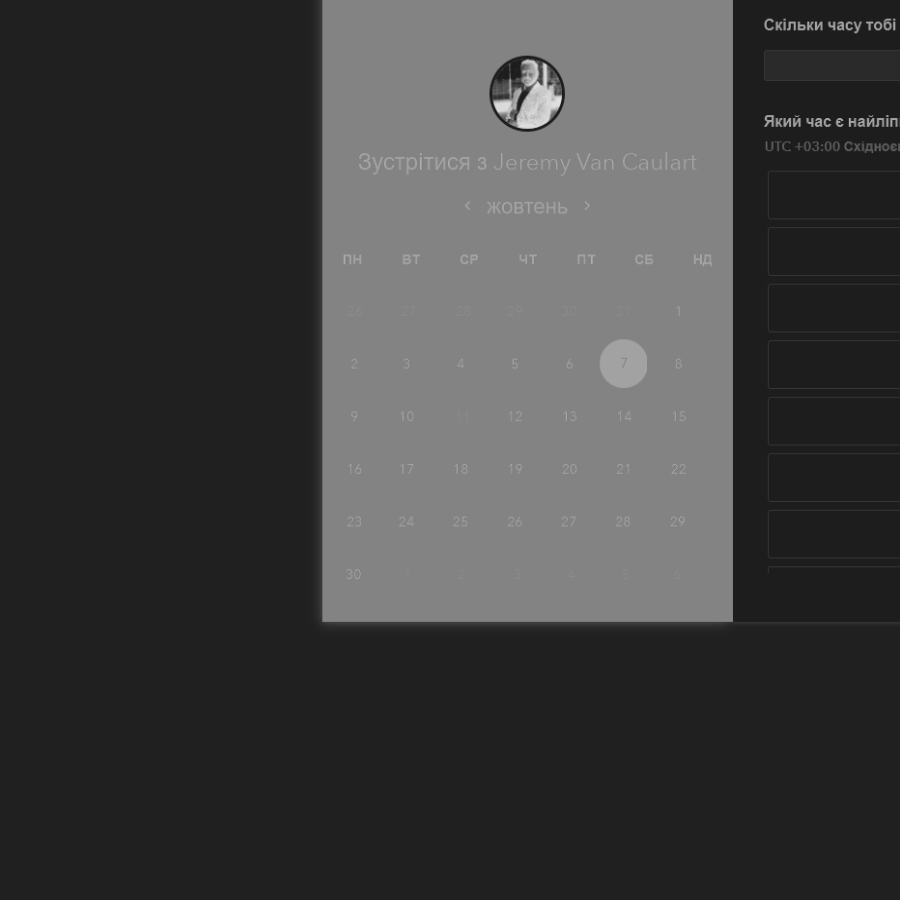 Зустрітися з Jeremy Van Caulart
‹ жовтень ›
ПН ВТ СР ЧТ ПТ СБ НД
26 27 28 29 30 31 1
2 3 4 5 6 7 8
9 10 11 12 13 14 15
16 17 18 19 20 21 22
23 24 25 26 27 28 29
30 1 2 3 4 5 6
Скільки часу тобі
Який час є найліп
UTC +03:00 Східноє